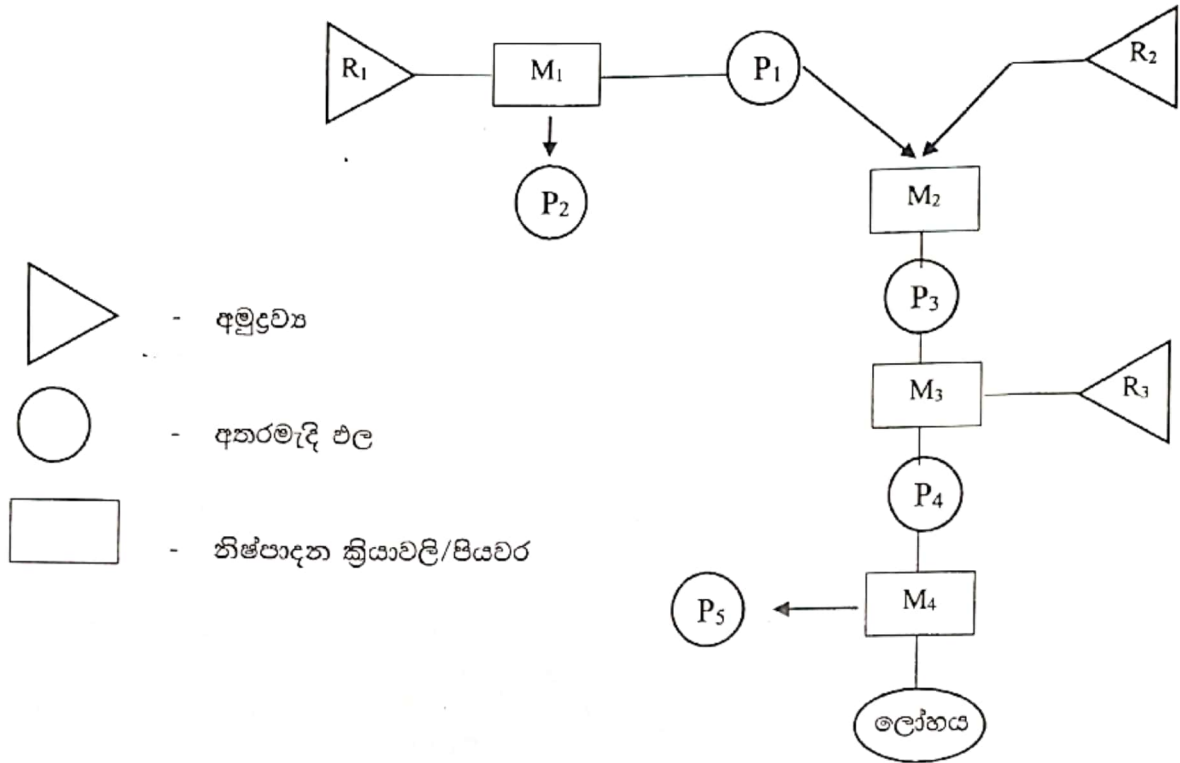 R₁
M₁
P₁
R₂
P₂
M₂
P₃
- අමුද්‍රව්‍ය
M₃
R₃
- අතරමැදි ඵල
P₄
- නිෂ්පාදන ක්‍රියාවලි/පියවර
P₅
M₄
ලෝහය